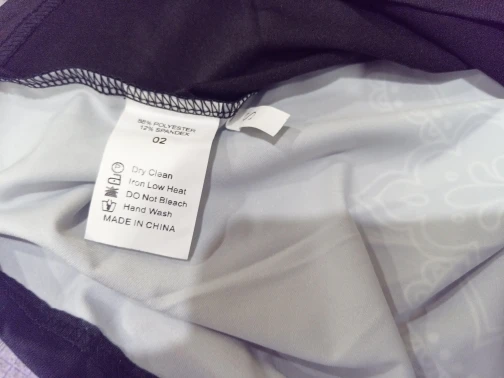 88% POLYESTER
12% SPANDEX
02
Dry Clean
Iron Low Heat
DO Not Bleach
Hand Wash
MADE IN CHINA